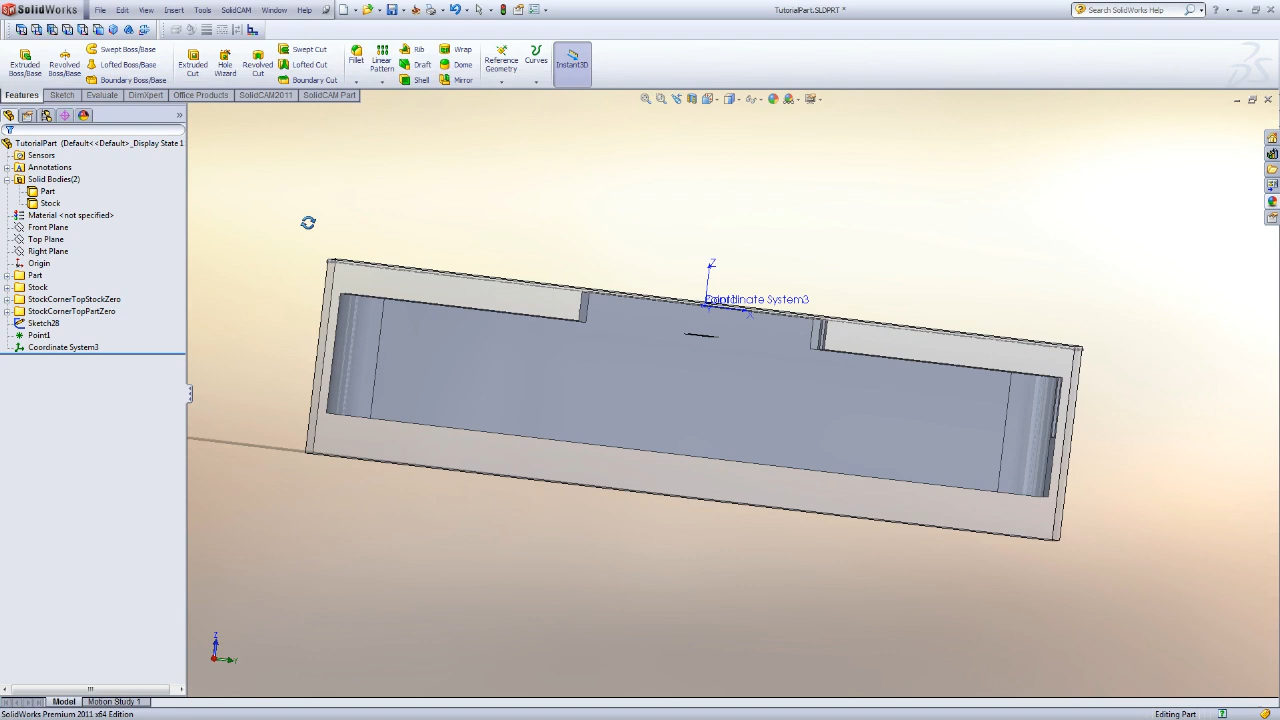 SolidWorks File Edit View Insert Tools SolidCAM Window Help TutorialPart.SLDPRT * Search SolidWorks Help
Extruded Boss/Base Revolved Boss/Base Swept Boss/Base Lofted Boss/Base Boundary Boss/Base Extruded Cut Hole Wizard Revolved Cut Swept Cut Lofted Cut Boundary Cut Fillet Linear Pattern Rib Draft Shell Wrap Dome Mirror Reference Geometry Curves Instant3D
Features Sketch Evaluate DimXpert Office Products SolidCAM2011 SolidCAM Part
TutorialPart (Default<<Default>_Display State 1
Sensors
Annotations
Solid Bodies(2)
Part
Stock
Material <not specified>
Front Plane
Top Plane
Right Plane
Origin
Part
Stock
StockCornerTopStockZero
StockCornerTopPartZero
Sketch28
Point1
Coordinate System3
Z
Coordinate System3
X
Z
Y
Model Motion Study 1
SolidWorks Premium 2011 x64 Edition Editing Part